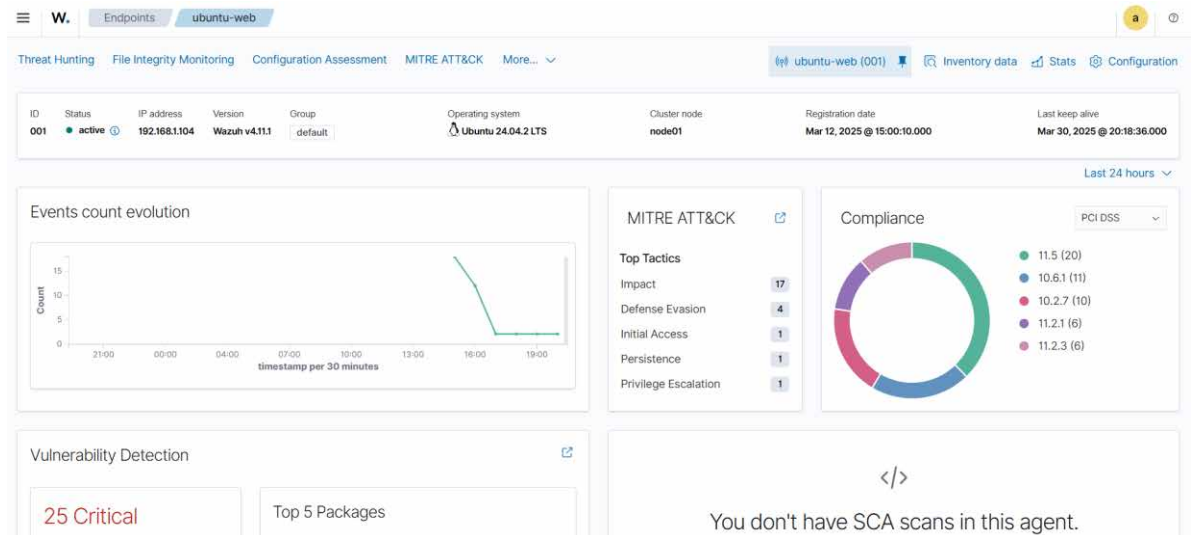 W. Endpoints ubuntu-web a
Threat Hunting File Integrity Monitoring Configuration Assessment MITRE ATT&CK More... ubuntu-web (001) Inventory data Stats Configuration
ID Status IP address Version Group Operating system Cluster node Registration date Last keep alive
001 active 192.168.1.104 Wazuh v4.11.1 default Ubuntu 24.04.2 LTS node01 Mar 12, 2025 @ 15:00:10.000 Mar 30, 2025 @ 20:18:36.000
Last 24 hours
Events count evolution
15
10
5
0
Count
21:00 00:00 04:00 07:00 10:00 13:00 16:00 19:00
timestamp per 30 minutes
MITRE ATT&CK
Top Tactics
Impact 17
Defense Evasion 4
Initial Access 1
Persistence 1
Privilege Escalation 1
Compliance
PCI DSS
11.5 (20)
10.6.1 (11)
10.2.7 (10)
11.2.1 (6)
11.2.3 (6)
Vulnerability Detection
25 Critical
Top 5 Packages
</>
You don't have SCA scans in this agent.